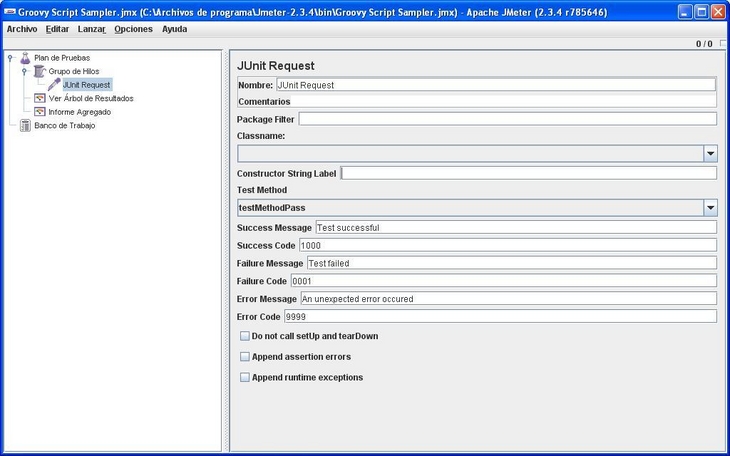 Groovy Script Sampler.jmx (C:\Archivos de programa\Jmeter-2.3.4\bin\Groovy Script Sampler.jmx) - Apache JMeter (2.3.4 r785646)
Archivo Editar Lanzar Opciones Ayuda
0 / 0
Plan de Pruebas
Grupo de Hilos
JUnit Request
Ver Árbol de Resultados
Informe Agregado
Banco de Trabajo
JUnit Request
Nombre: JUnit Request
Comentarios
Package Filter
Classname:
Constructor String Label
Test Method
testMethodPass
Success Message Test successful
Success Code 1000
Failure Message Test failed
Failure Code 0001
Error Message An unexpected error occured
Error Code 9999
Do not call setUp and tearDown
Append assertion errors
Append runtime exceptions